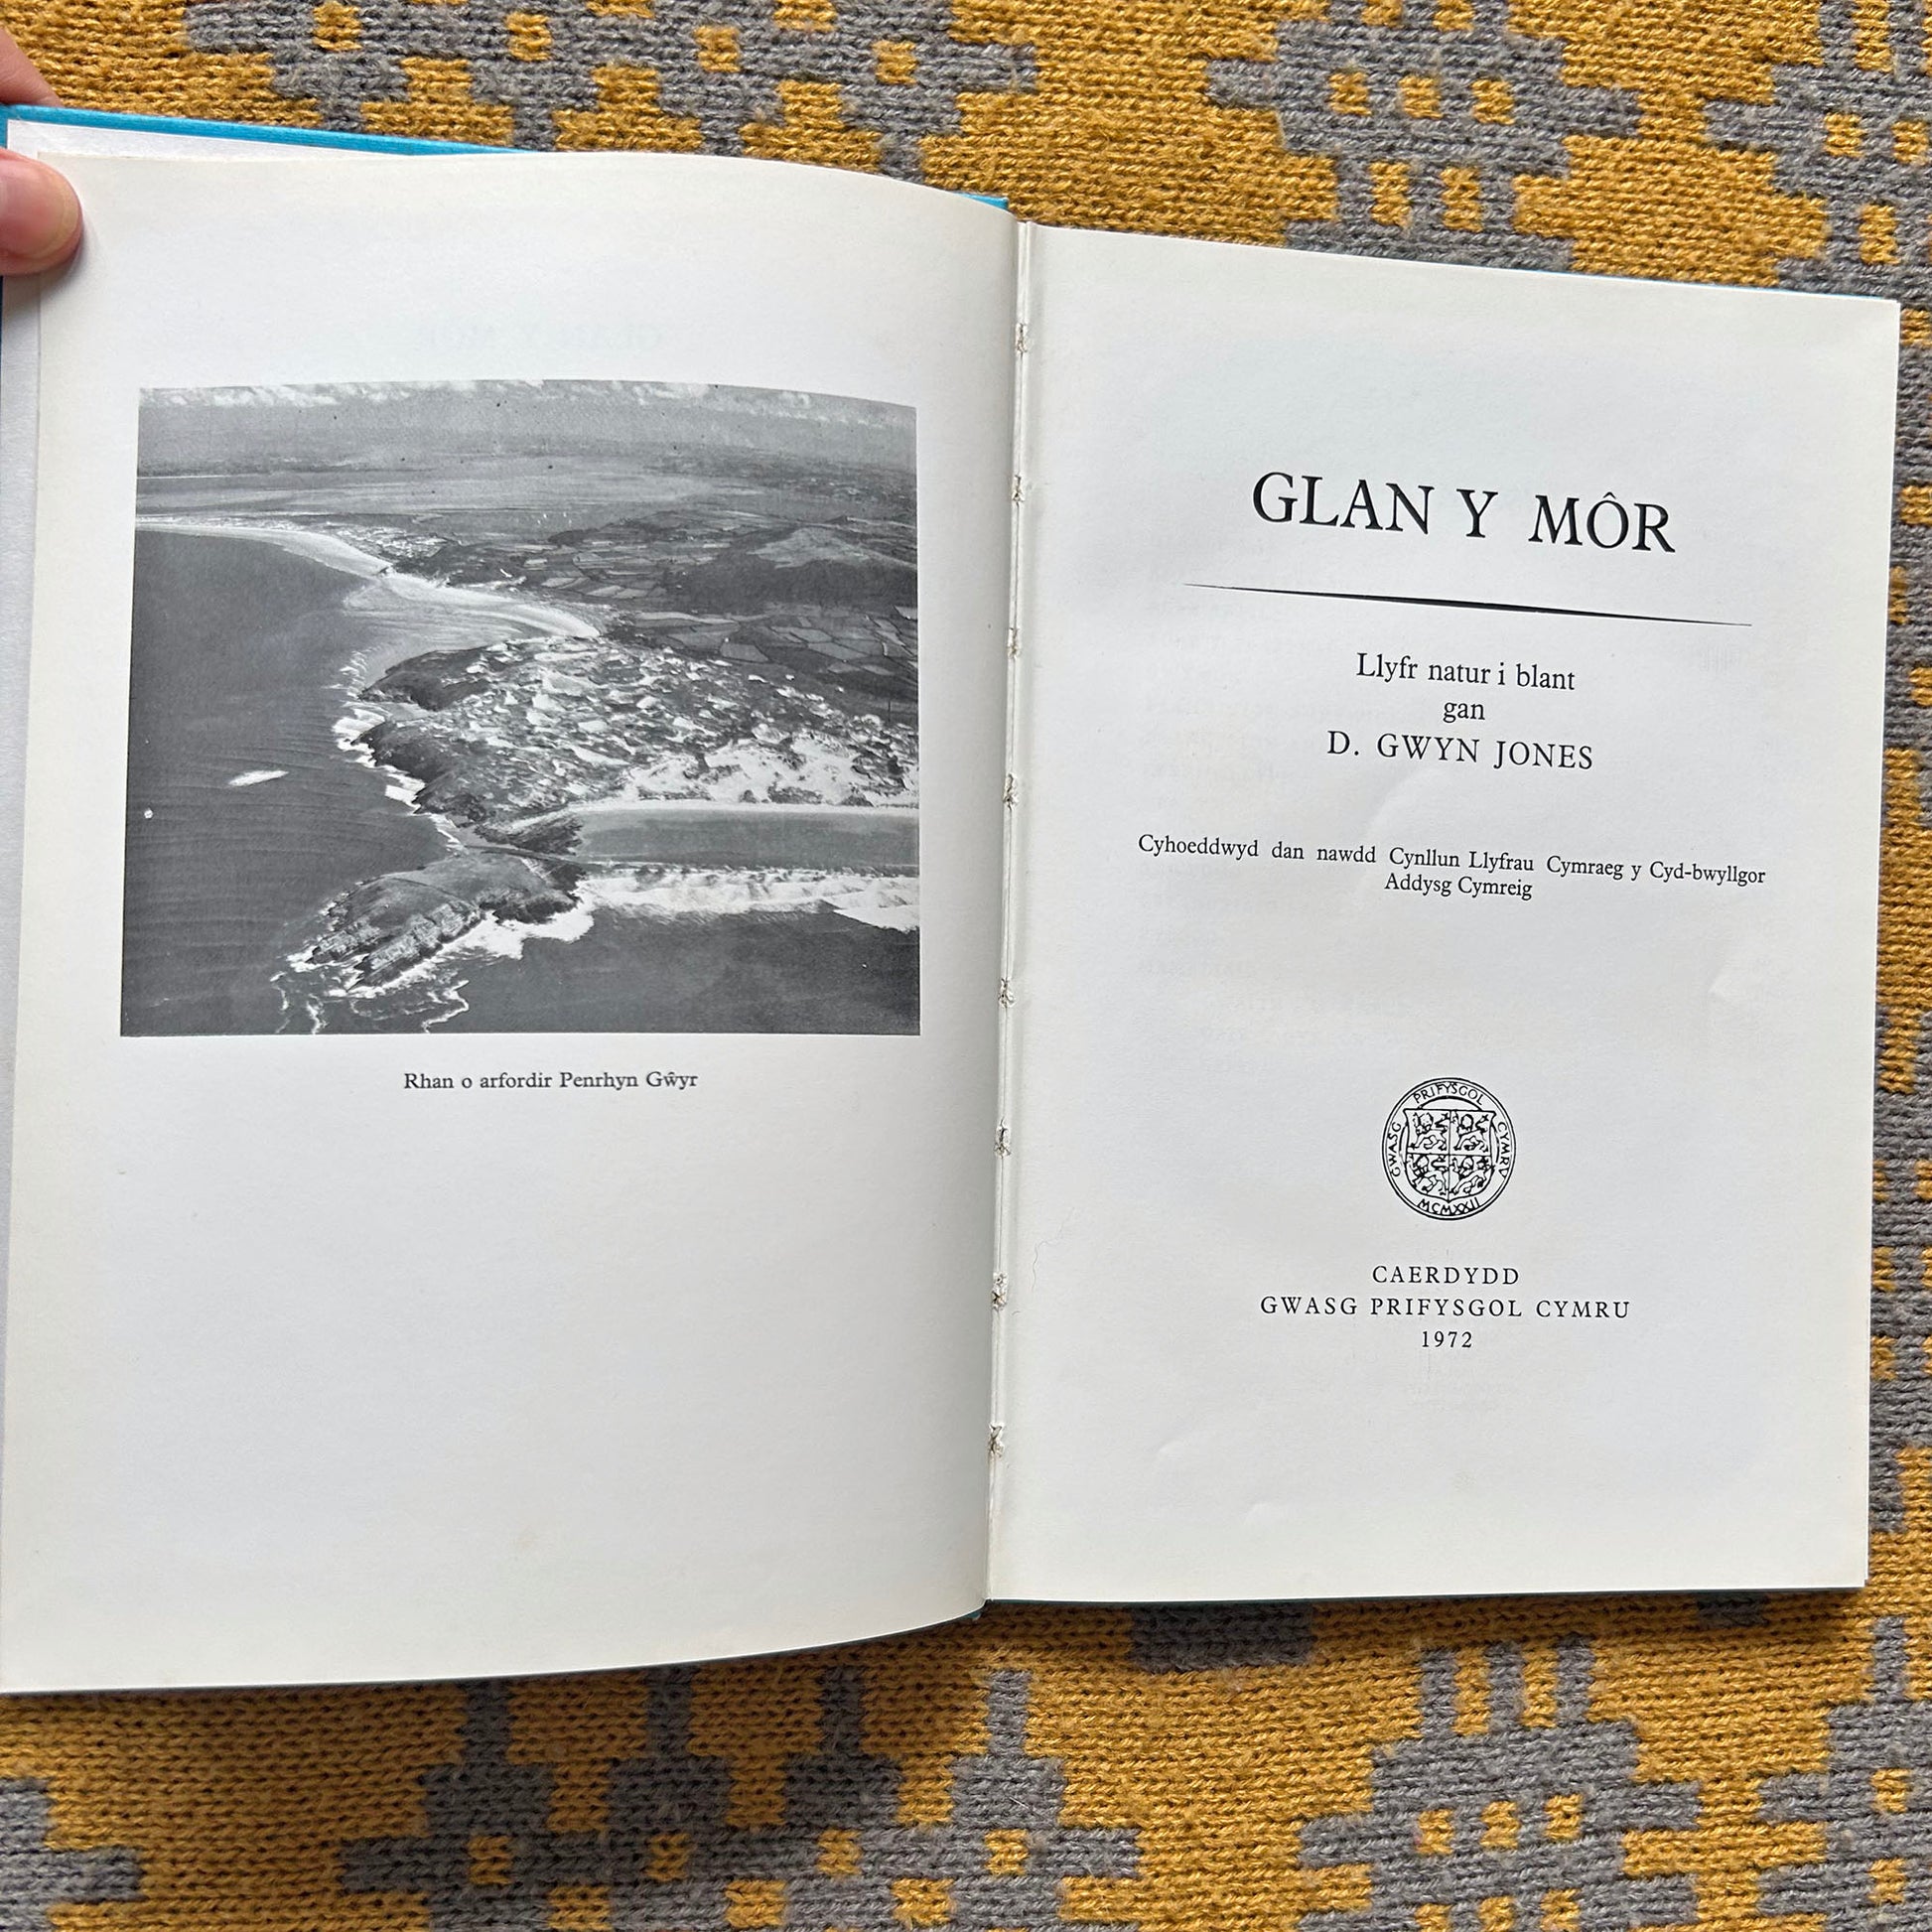 Rhan o arfordir Penrhyn Gŵyr
GLAN Y MÔR
Llyfr natur i blant
gan
D. GWYN JONES
Cyhoeddwyd dan nawdd Cynllun Llyfrau Cymraeg y Cyd-bwyllgor
Addysg Cymreig
GWASG PRIFYSGOL CYMRU
MCMXXII
CAERDYDD
GWASG PRIFYSGOL CYMRU
1972